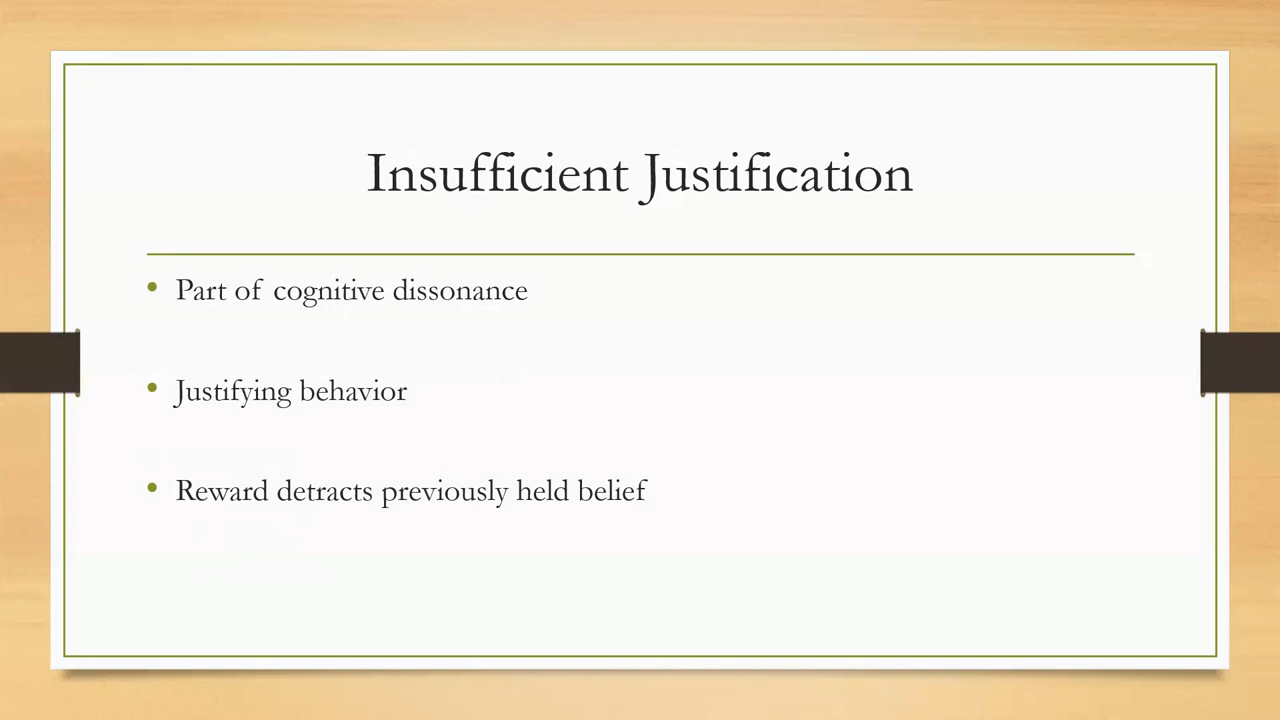 Insufficient Justification
• Part of cognitive dissonance
• Justifying behavior
• Reward detracts previously held belief